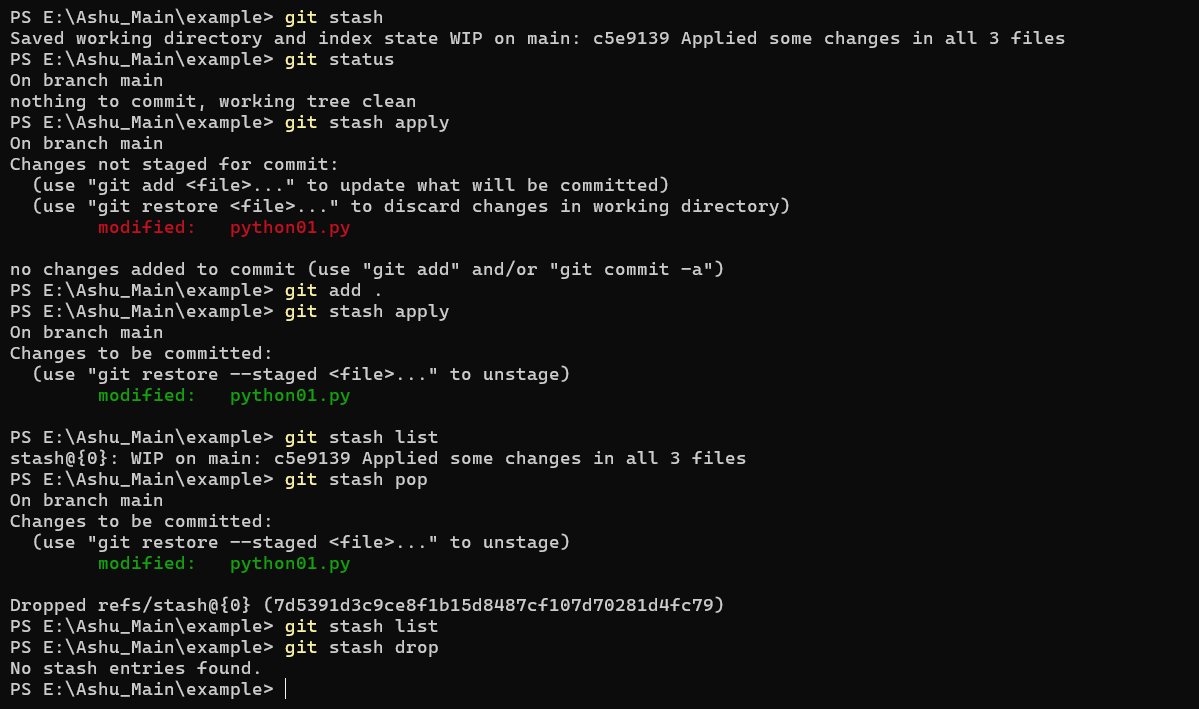 PS E:\Ashu_Main\example> git stash
Saved working directory and index state WIP on main: c5e9139 Applied some changes in all 3 files
PS E:\Ashu_Main\example> git status
On branch main
nothing to commit, working tree clean
PS E:\Ashu_Main\example> git stash apply
On branch main
Changes not staged for commit:
  (use "git add <file>..." to update what will be committed)
  (use "git restore <file>..." to discard changes in working directory)
        modified:   python01.py

no changes added to commit (use "git add" and/or "git commit -a")
PS E:\Ashu_Main\example> git add .
PS E:\Ashu_Main\example> git stash apply
On branch main
Changes to be committed:
  (use "git restore --staged <file>..." to unstage)
        modified:   python01.py

PS E:\Ashu_Main\example> git stash list
stash@{0}: WIP on main: c5e9139 Applied some changes in all 3 files
PS E:\Ashu_Main\example> git stash pop
On branch main
Changes to be committed:
  (use "git restore --staged <file>..." to unstage)
        modified:   python01.py

Dropped refs/stash@{0} (7d5391d3c9ce8f1b15d8487cf107d70281d4fc79)
PS E:\Ashu_Main\example> git stash list
PS E:\Ashu_Main\example> git stash drop
No stash entries found.
PS E:\Ashu_Main\example>